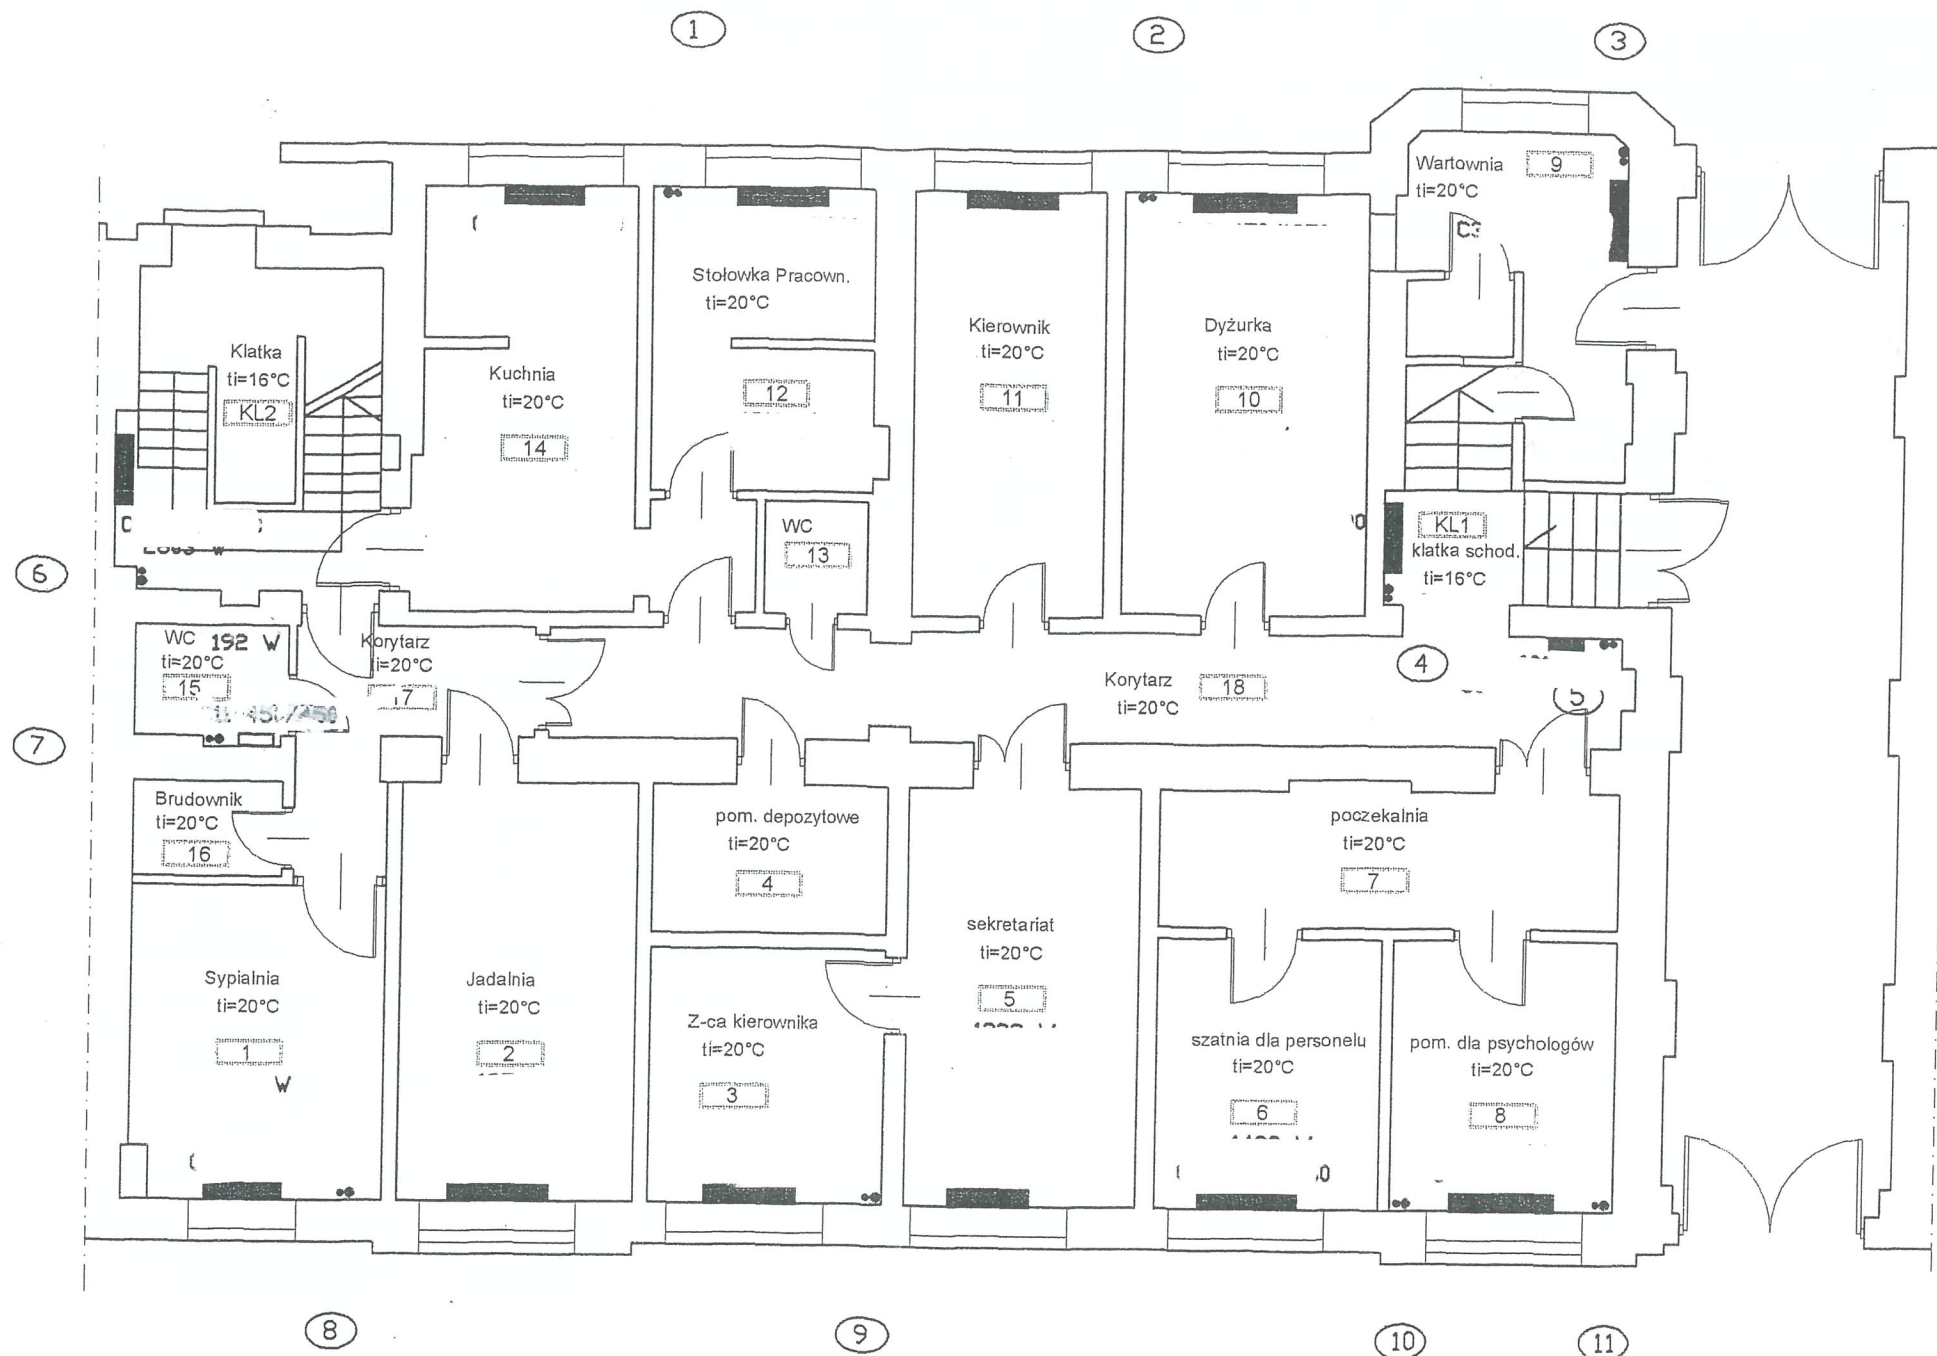 1
2
3
Wartownia
9
ti=20°C
Stołowka Pracown.
ti=20°C
Kierownik
ti=20°C
11
Dyżurka
ti=20°C
10
Klatka
ti=16°C
KL2
Kuchnia
ti=20°C
14
12
WC
13
KL1
klatka schod.
ti=16°C
6
WC
192 W
ti=20°C
15
Korytarz
ti=20°C
Korytarz
18
ti=20°C
4
5
7
Brudownik
ti=20°C
16
pom. depozytowe
ti=20°C
4
poczekalnia
ti=20°C
7
sekretariat
ti=20°C
5
Sypialnia
ti=20°C
1
W
Jadalnia
ti=20°C
2
Z-ca kierownika
ti=20°C
3
szatnia dla personelu
ti=20°C
6
pom. dla psychologów
ti=20°C
8
8
9
10
11